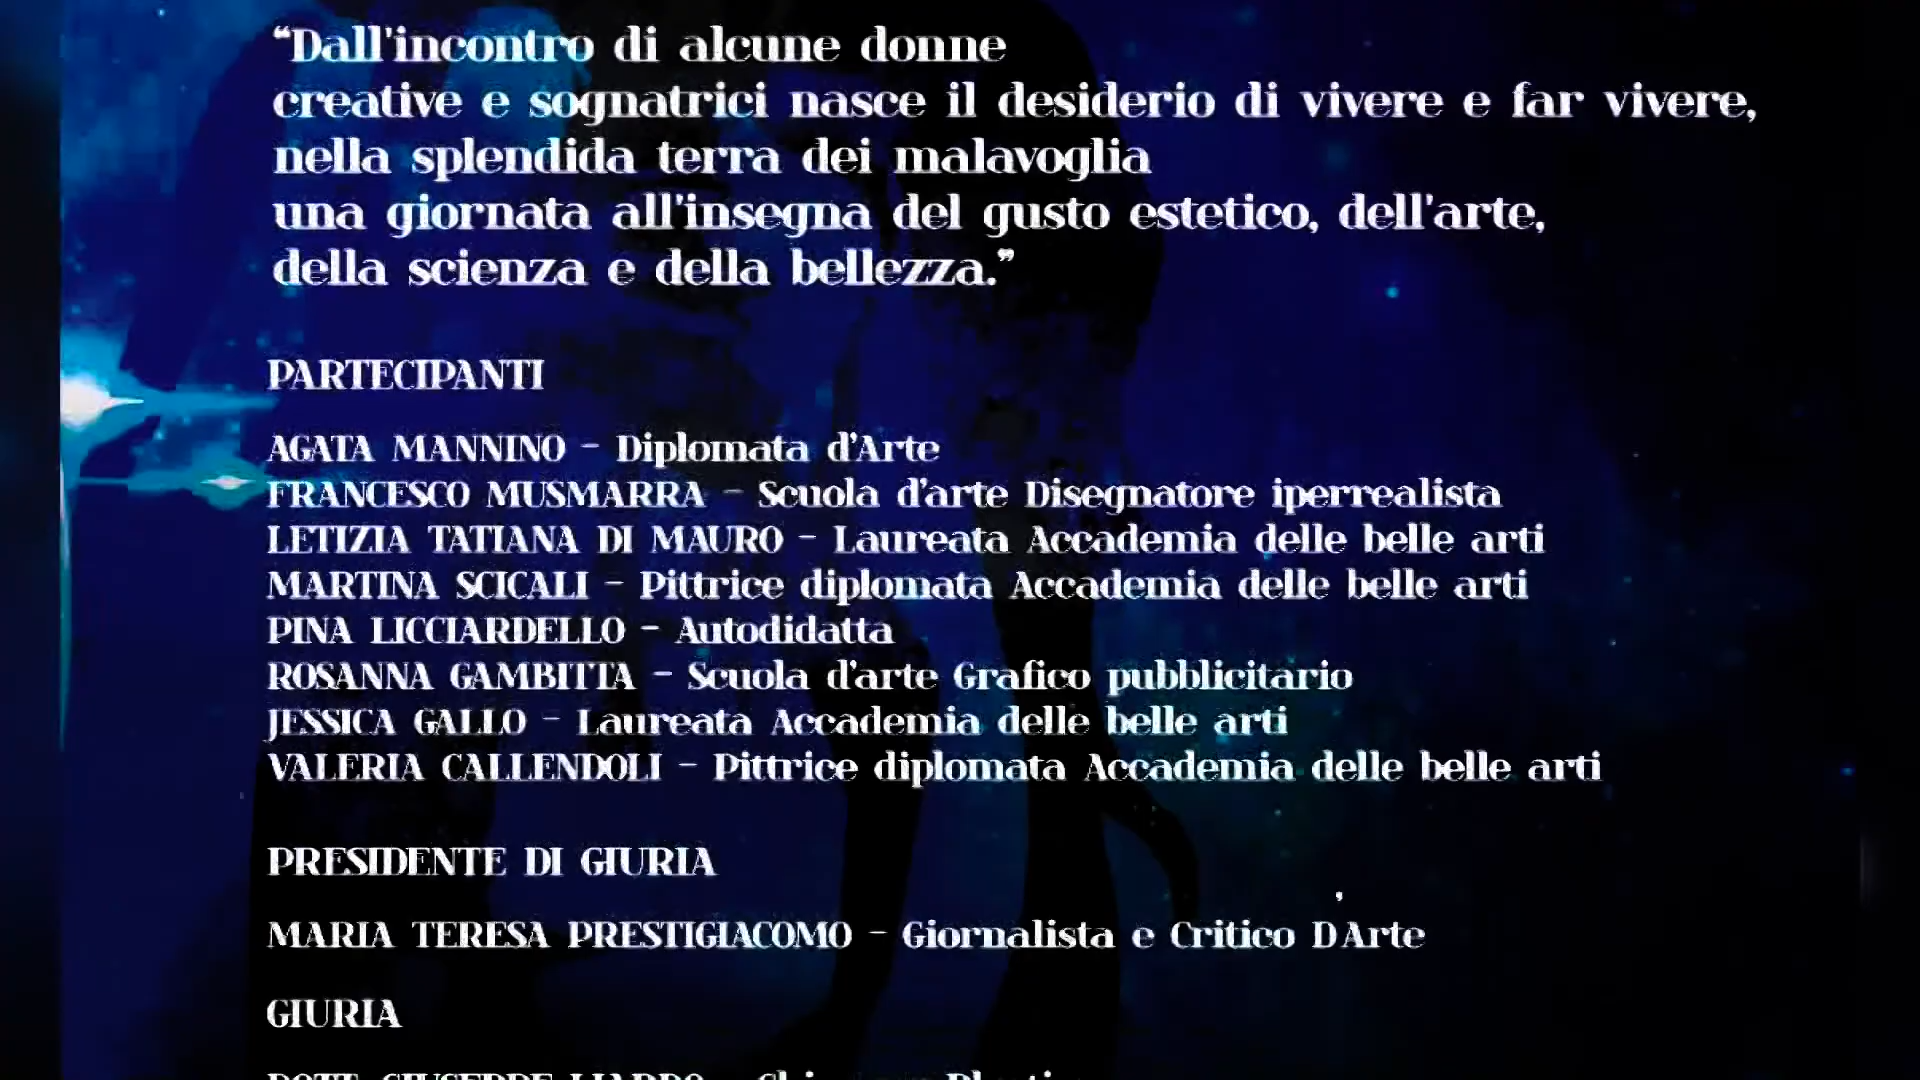 “Dall'incontro di alcune donne
creative e sognatrici nasce il desiderio di vivere e far vivere,
nella splendida terra dei malavoglia
una giornata all'insegna del gusto estetico, dell'arte,
della scienza e della bellezza.”
PARTECIPANTI
AGATA MANNINO – Diplomata d’Arte
FRANCESCO MUSMARRA – Scuola d’arte Disegnatore iperrealista
LETIZIA TATIANA DI MAURO – Laureata Accademia delle belle arti
MARTINA SCICALI – Pittrice diplomata Accademia delle belle arti
PINA LICCIARDELLO – Autodidatta
ROSANNA GAMBITTA – Scuola d’arte Grafico pubblicitario
JESSICA GALLO – Laureata Accademia delle belle arti
VALERIA CALLENDOLI – Pittrice diplomata Accademia delle belle arti
PRESIDENTE DI GIURIA
MARIA TERESA PRESTIGIACOMO – Giornalista e Critico D'Arte
GIURIA
DOTT. GIUSEPPE